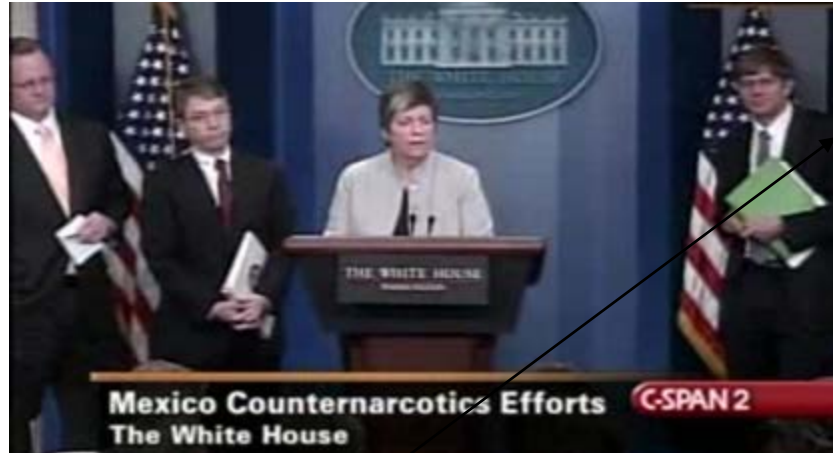 THE WHITE HOUSE
THE WHITE HOUSE
Mexico Counternarcotics Efforts
C-SPAN 2
The White House